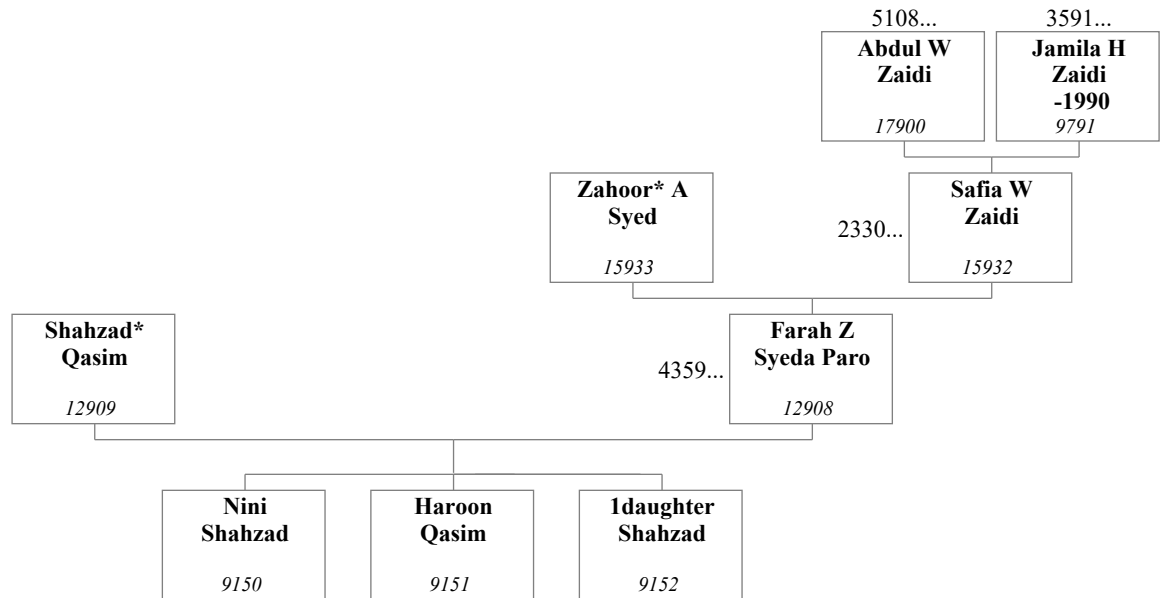 5108...
3591...
Abdul W
Zaidi
17900
Jamila H
Zaidi
-1990
9791
Zahoor* A
Syed
15933
2330...
Safia W
Zaidi
15932
Shahzad*
Qasim
12909
4359...
Farah Z
Syeda Paro
12908
Nini
Shahzad
9150
Haroon
Qasim
9151
1daughter
Shahzad
9152